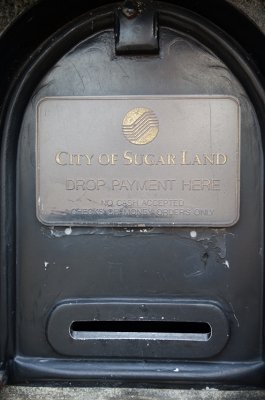 CITY OF SUGAR LAND
DROP PAYMENT HERE
NO CASH ACCEPTED
CHECKS OR MONEY ORDERS ONLY